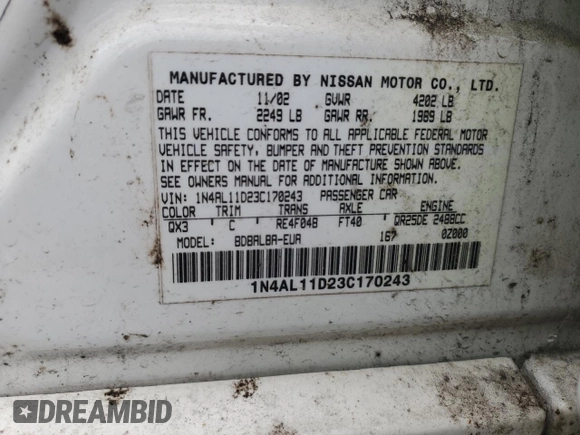 MANUFACTURED BY NISSAN MOTOR CO., LTD.
DATE 11/02 GVWR 4202 LB
GAWR FR. 2249 LB GAWR RR. 1969 LB
THIS VEHICLE CONFORMS TO ALL APPLICABLE FEDERAL MOTOR
VEHICLE SAFETY, BUMPER AND THEFT PREVENTION STANDARDS
IN EFFECT ON THE DATE OF MANUFACTURE SHOWN ABOVE.
SEE OWNERS MANUAL FOR ADDITIONAL INFORMATION.
VIN: 1N4AL11D23C170243 PASSENGER CAR
COLOR TRIM TRANS AXLE ENGINE
QX3 C RE4F04B FT40 QR25DE 2488CC
MODEL: BDBALBA-EUA 167 0Z000
1N4AL11D23C170243
DREAMBID